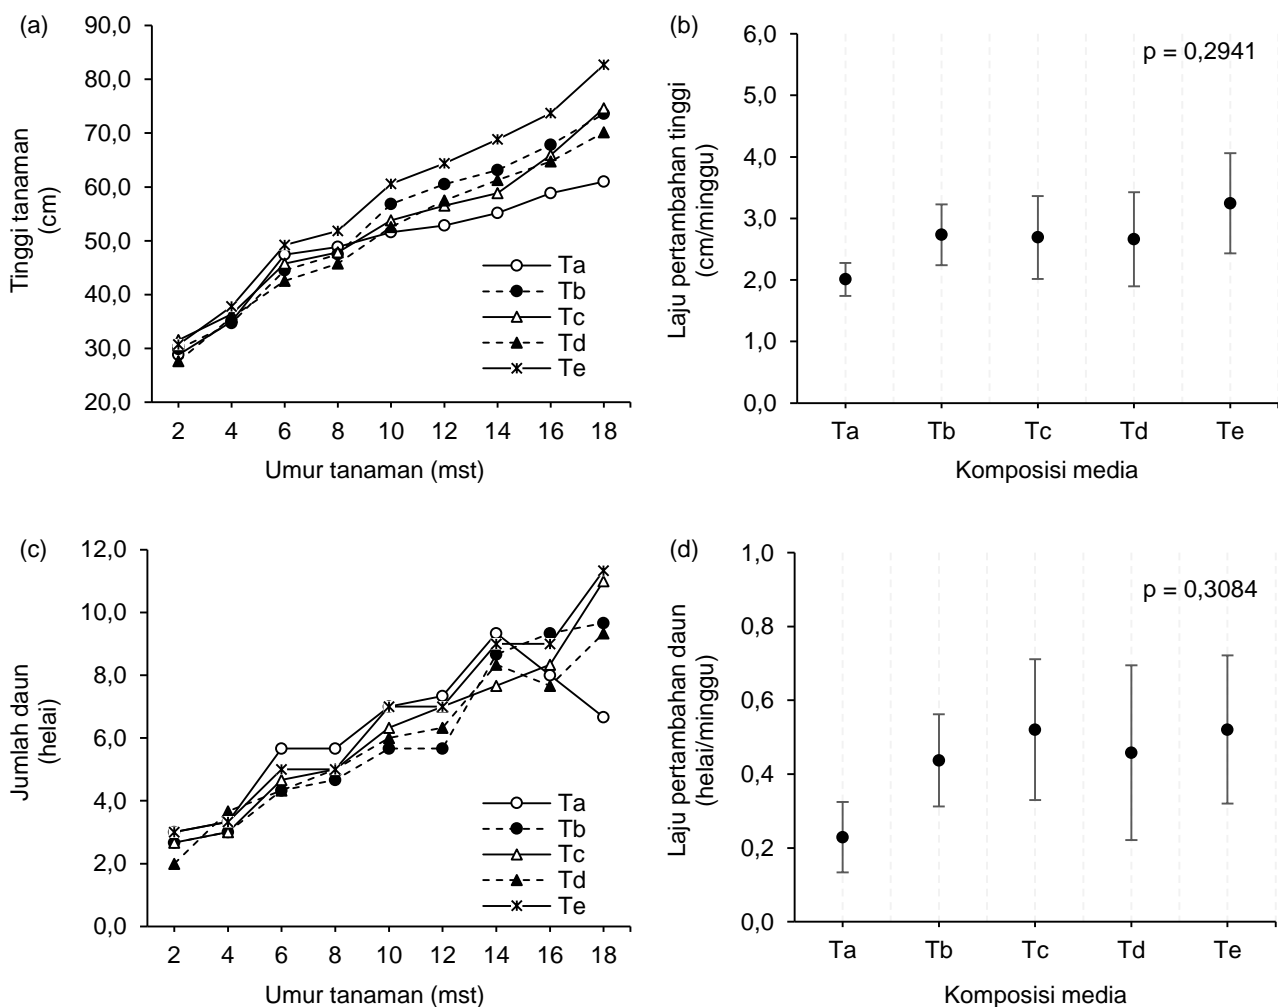 (a)
Tinggi tanaman
(cm)
90,0
80,0
70,0
60,0
50,0
40,0
30,0
20,0
2 4 6 8 10 12 14 16 18
Umur tanaman (mst)
Ta
Tb
Tc
Td
Te
(b)
p = 0,2941
Laju pertambahan tinggi
(cm/minggu)
6,0
5,0
4,0
3,0
2,0
1,0
0,0
Ta Tb Tc Td Te
Komposisi media
(c)
Jumlah daun
(helai)
12,0
10,0
8,0
6,0
4,0
2,0
0,0
2 4 6 8 10 12 14 16 18
Umur tanaman (mst)
Ta
Tb
Tc
Td
Te
(d)
p = 0,3084
Laju pertambahan daun
(helai/minggu)
1,0
0,8
0,6
0,4
0,2
0,0
Ta Tb Tc Td Te
Komposisi media